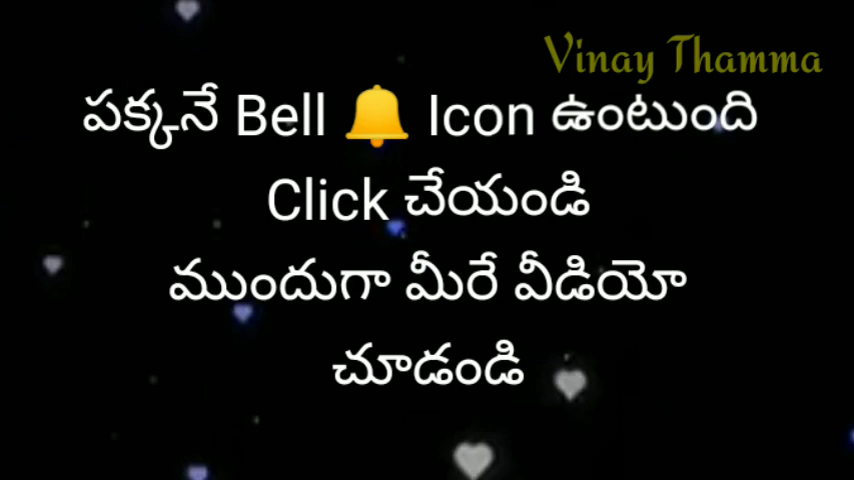 Vinay Thamma
పక్కనే Bell 🔔 Icon ఉంటుంది
Click చేయండి
ముందుగా మీరే వీడియో
చూడండి